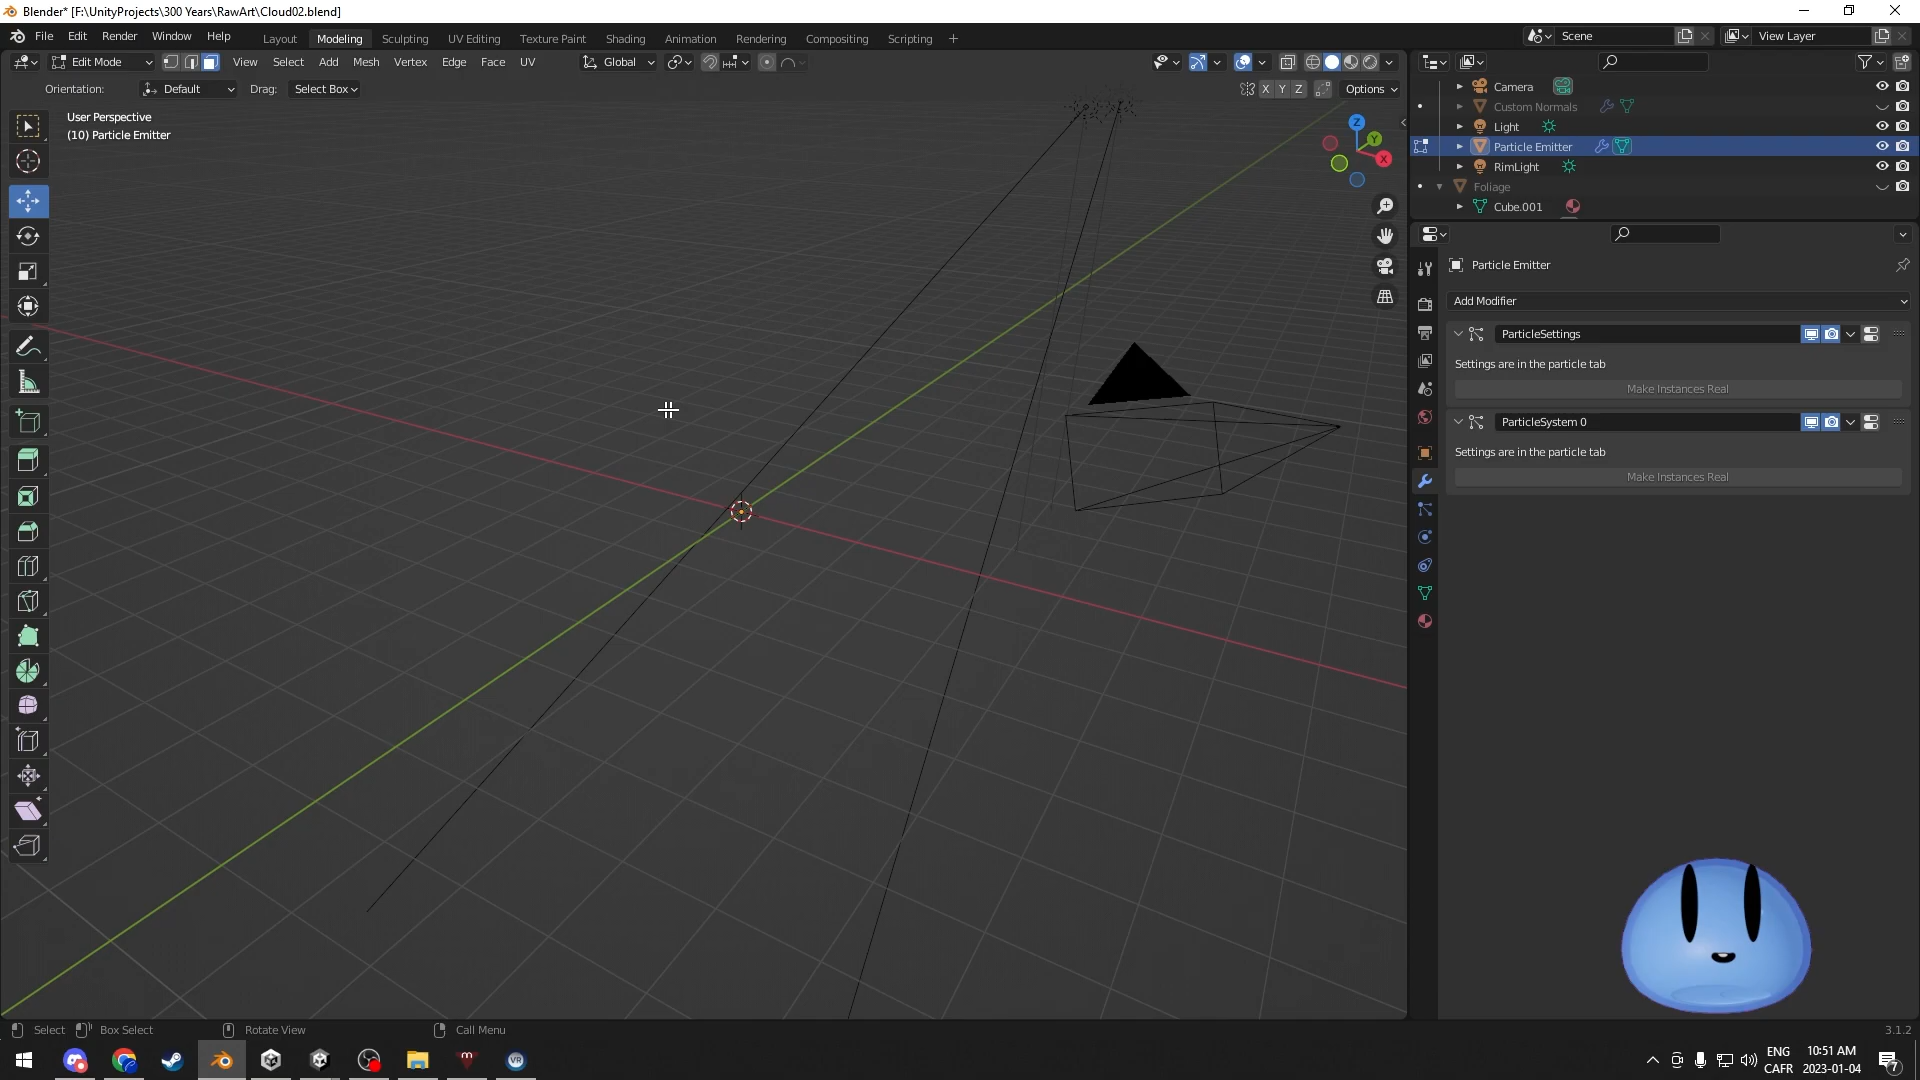 Blender* [F:\UnityProjects\300 Years\RawArt\Cloud02.blend]
File Edit Render Window Help
Layout Modeling Sculpting UV Editing Texture Paint Shading Animation Rendering Compositing Scripting +
Scene
View Layer
Edit Mode
View Select Add Mesh Vertex Edge Face UV
Global
Orientation: Default Drag: Select Box
X Y Z Options
User Perspective
(10) Particle Emitter
Z
Y
X
Camera
Custom Normals
Light
Particle Emitter
RimLight
Foliage
Cube.001
Particle Emitter
Add Modifier
ParticleSettings
Settings are in the particle tab
Make Instances Real
ParticleSystem 0
Settings are in the particle tab
Make Instances Real
Select Box Select Rotate View Call Menu
3.1.2
VR
ENG
CAFR
10:51 AM
2023-01-04
7